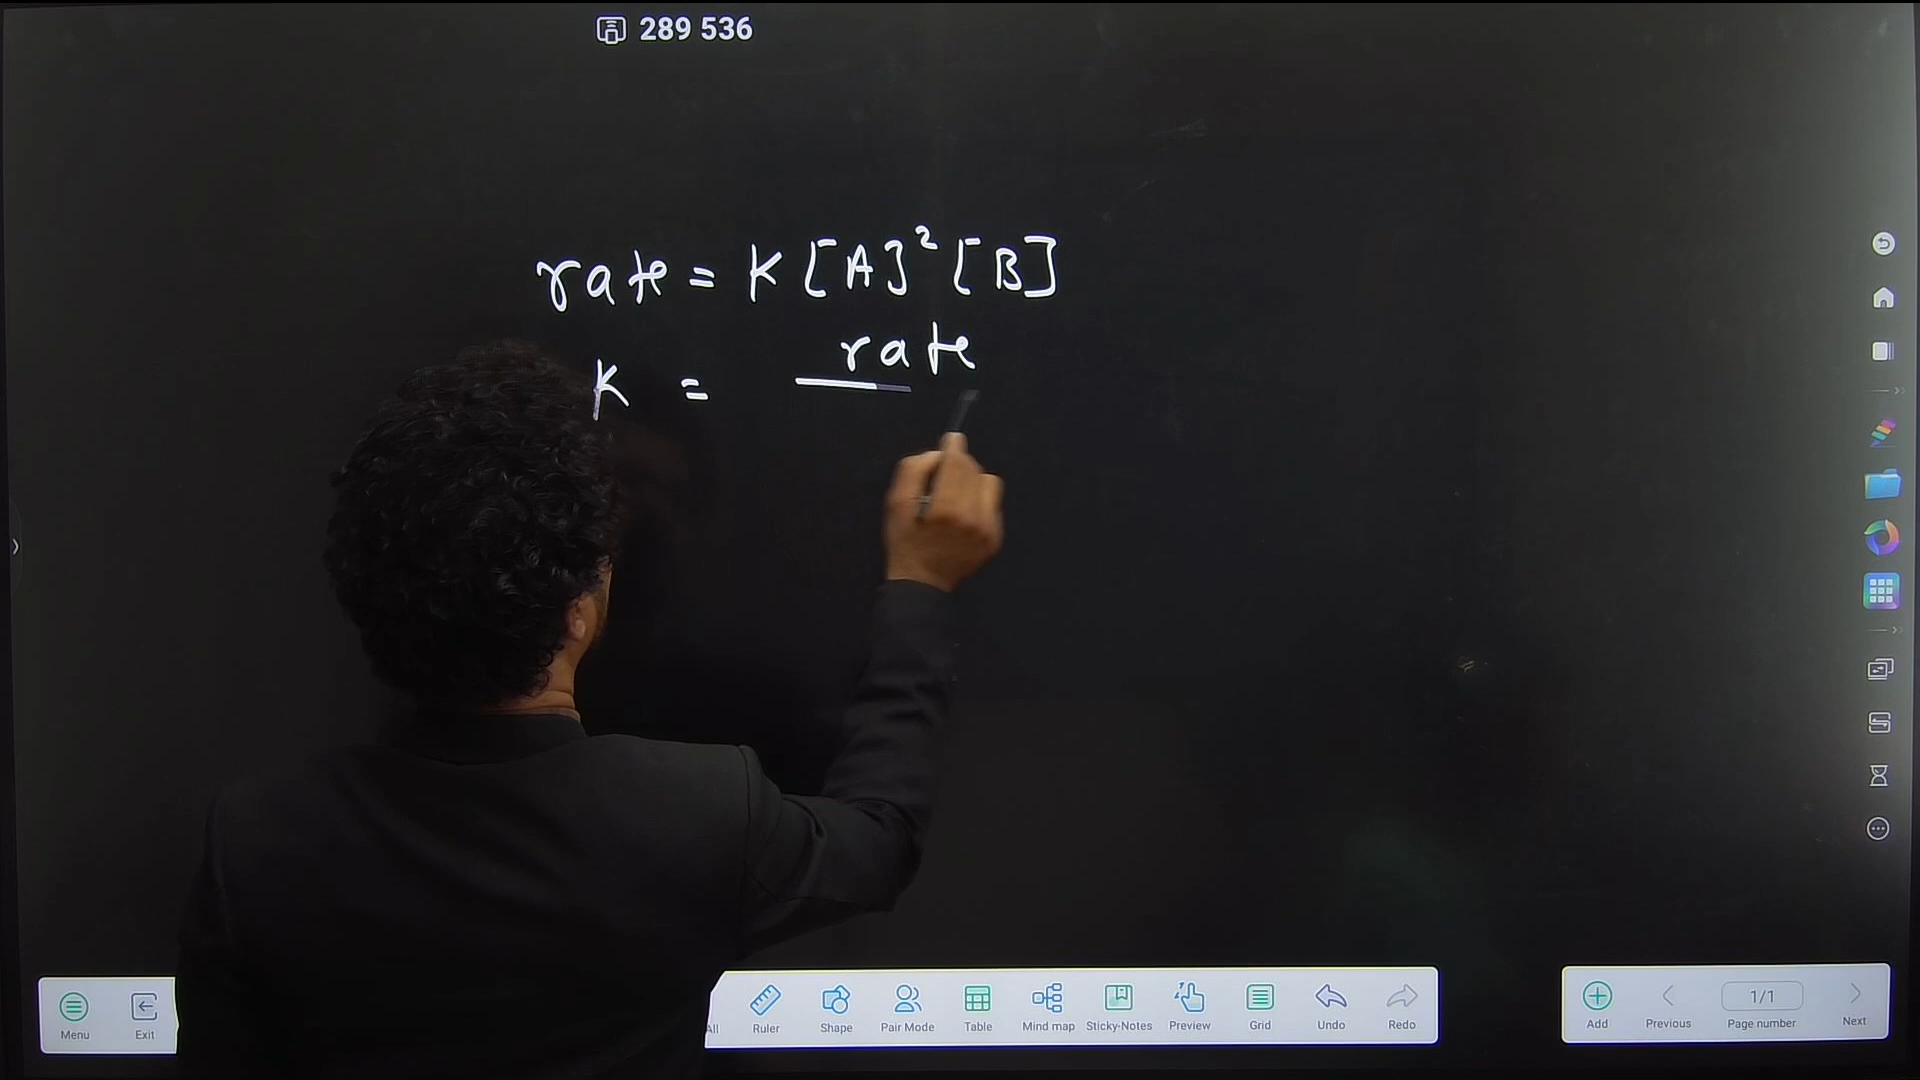 289 536
rate = K [A]² [B]
K = rate
Menu Exit All Ruler Shape Pair Mode Table Mind map Sticky-Notes Preview Grid Undo Redo Add Previous 1/1 Page number Next